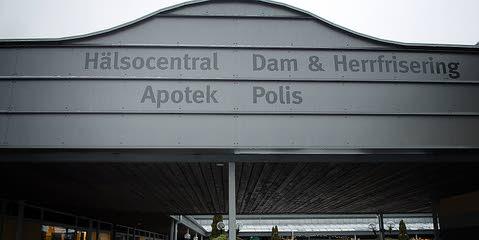 Hälsocentral Dam & Herrfrisering
Apotek Polis